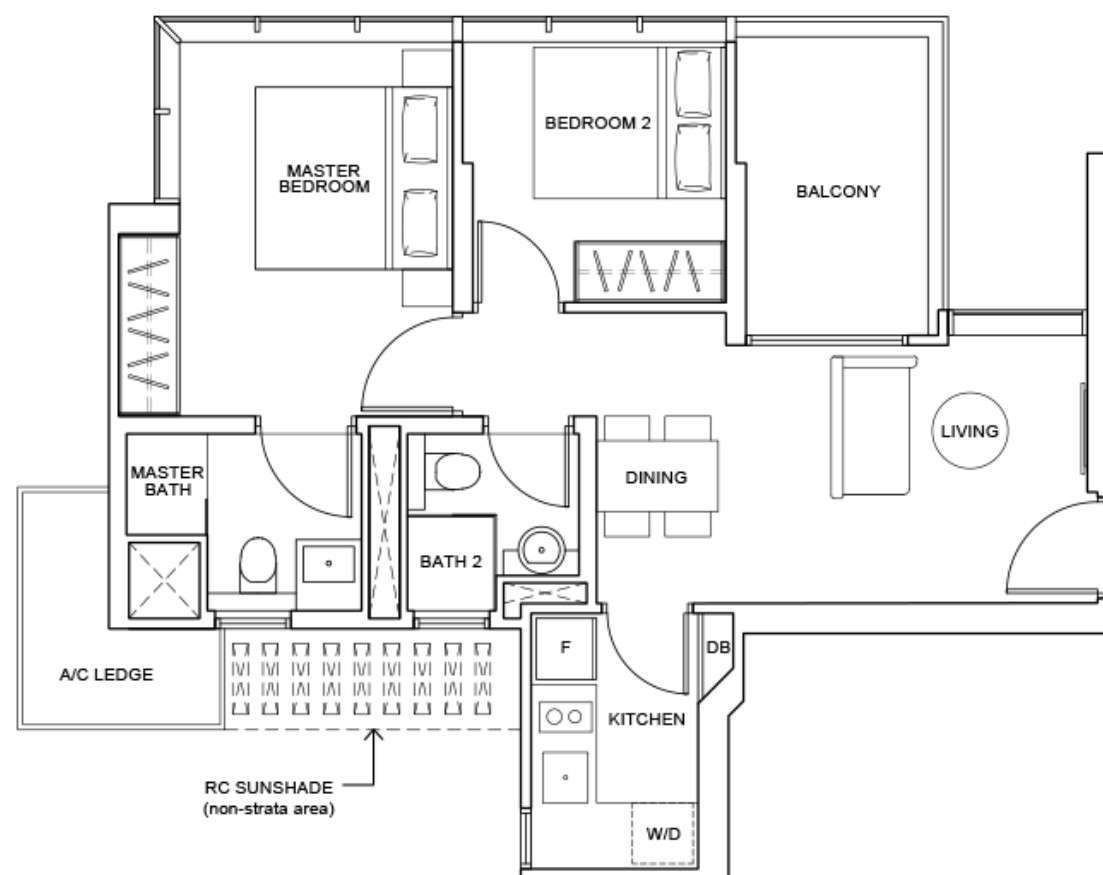 BEDROOM 2
MASTER
BEDROOM
BALCONY
LIVING
MASTER
BATH
DINING
BATH 2
F
DB
A/C LEDGE
KITCHEN
RC SUNSHADE
(non-strata area)
W/D